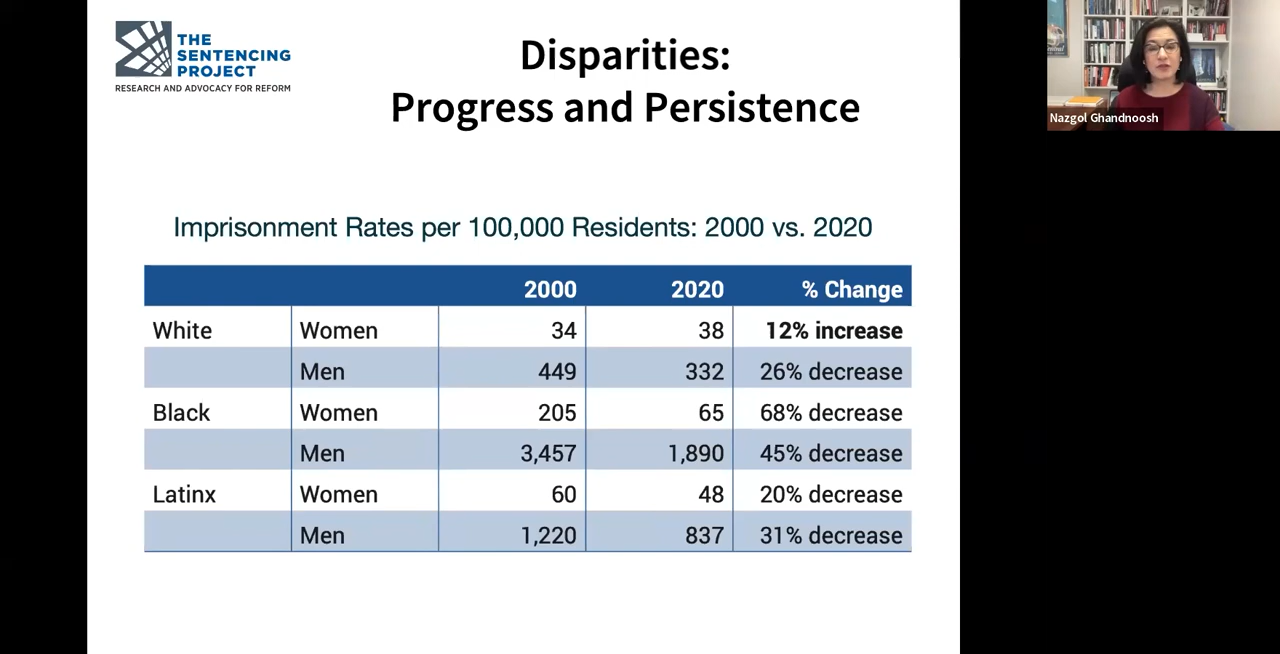 THE
SENTENCING
PROJECT
RESEARCH AND ADVOCACY FOR REFORM
Disparities:
Progress and Persistence
Nazgol Ghandnoosh
Imprisonment Rates per 100,000 Residents: 2000 vs. 2020
2000 2020 % Change
White Women 34 38 12% increase
Men 449 332 26% decrease
Black Women 205 65 68% decrease
Men 3,457 1,890 45% decrease
Latinx Women 60 48 20% decrease
Men 1,220 837 31% decrease